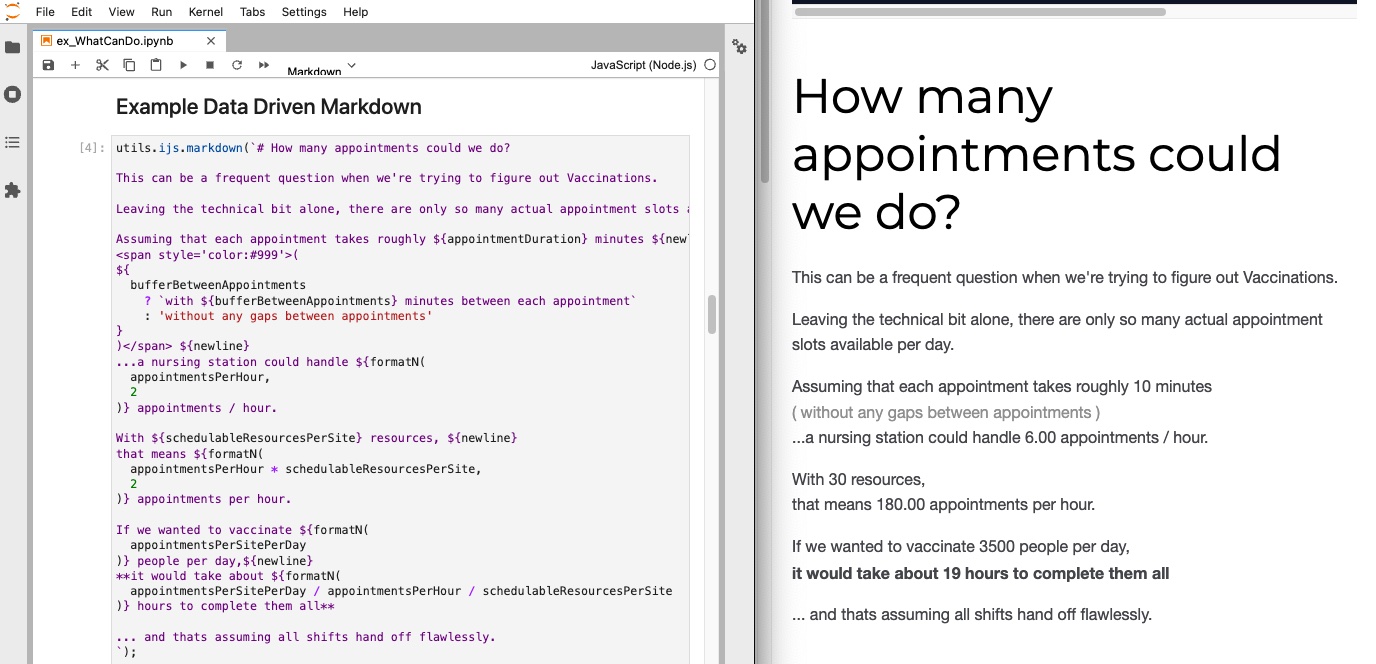 File Edit View Run Kernel Tabs Settings Help
ex_WhatCanDo.ipynb
Markdown
JavaScript (Node.js)
Example Data Driven Markdown
[4]:
utils.ijs.markdown(`# How many appointments could we do?
This can be a frequent question when we're trying to figure out Vaccinations.
Leaving the technical bit alone, there are only so many actual appointment slots
Assuming that each appointment takes roughly ${appointmentDuration} minutes ${new
<span style='color:#999'>(
${
bufferBetweenAppointments
? `with ${bufferBetweenAppointments} minutes between each appointment`
: 'without any gaps between appointments'
}
)</span> ${newline}
...a nursing station could handle ${formatN(
appointmentsPerHour,
2
)} appointments / hour.
With ${schedulableResourcesPerSite} resources, ${newline}
that means ${formatN(
appointmentsPerHour * schedulableResourcesPerSite,
2
)} appointments per hour.
If we wanted to vaccinate ${formatN(
appointmentsPerSitePerDay
)} people per day,${newline}
**it would take about ${formatN(
appointmentsPerSitePerDay / appointmentsPerHour / schedulableResourcesPerSite
)} hours to complete them all**
... and thats assuming all shifts hand off flawlessly.
`);
How many
appointments could
we do?
This can be a frequent question when we're trying to figure out Vaccinations.
Leaving the technical bit alone, there are only so many actual appointment
slots available per day.
Assuming that each appointment takes roughly 10 minutes
( without any gaps between appointments )
...a nursing station could handle 6.00 appointments / hour.
With 30 resources,
that means 180.00 appointments per hour.
If we wanted to vaccinate 3500 people per day,
it would take about 19 hours to complete them all
... and thats assuming all shifts hand off flawlessly.